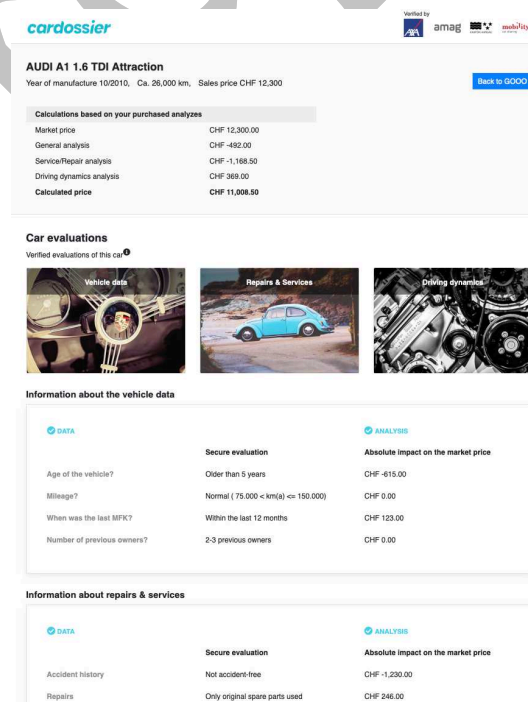 cardossier
Verified by
AXA
amag
mobility
AUDI A1 1.6 TDI Attraction
Year of manufacture 10/2010, Ca. 26,000 km, Sales price CHF 12,300
Back to GOOO
Calculations based on your purchased analyzes
Market price CHF 12,300.00
General analysis CHF -492.00
Service/Repair analysis CHF -1,168.50
Driving dynamics analysis CHF 369.00
Calculated price CHF 11,008.50
Car evaluations
Verified evaluations of this car
Vehicle data
Repairs & Services
Driving dynamics
Information about the vehicle data
DATA ANALYSIS
Secure evaluation Absolute impact on the market price
Age of the vehicle? Older than 5 years CHF -615.00
Mileage? Normal ( 75.000 < km(a) <= 150.000) CHF 0.00
When was the last MFK? Within the last 12 months CHF 123.00
Number of previous owners? 2-3 previous owners CHF 0.00
Information about repairs & services
DATA ANALYSIS
Secure evaluation Absolute impact on the market price
Accident history Not accident-free CHF -1,230.00
Repairs Only original spare parts used CHF 246.00